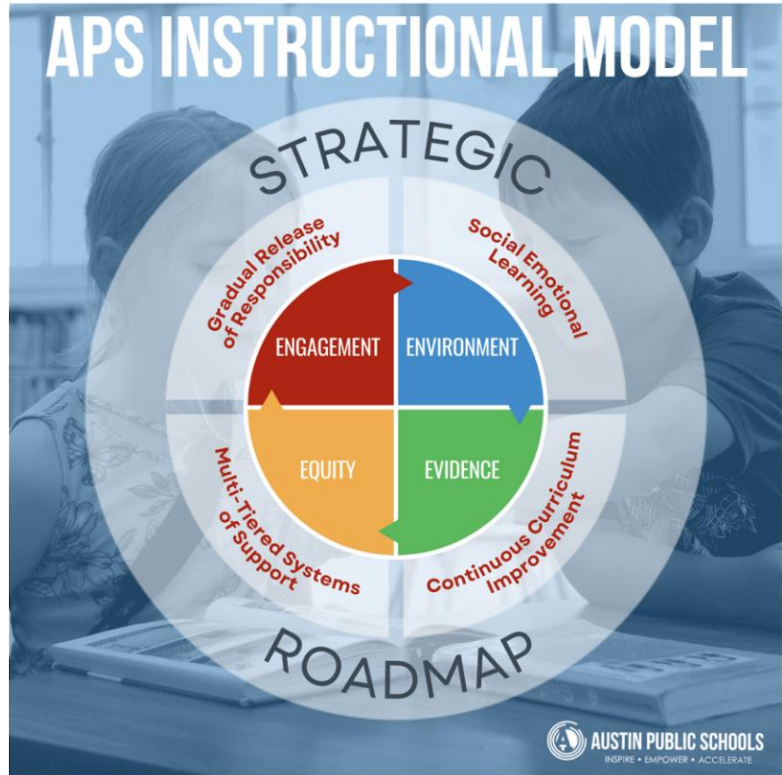 APS INSTRUCTIONAL MODEL
STRATEGIC
Gradual Release
of Responsibility
Social Emotional
Learning
ENGAGEMENT
ENVIRONMENT
EQUITY
EVIDENCE
Multi-Tiered Systems
of Support
Continuous Curriculum
Improvement
ROADMAP
A
AUSTIN PUBLIC SCHOOLS
INSPIRE • EMPOWER • ACCELERATE